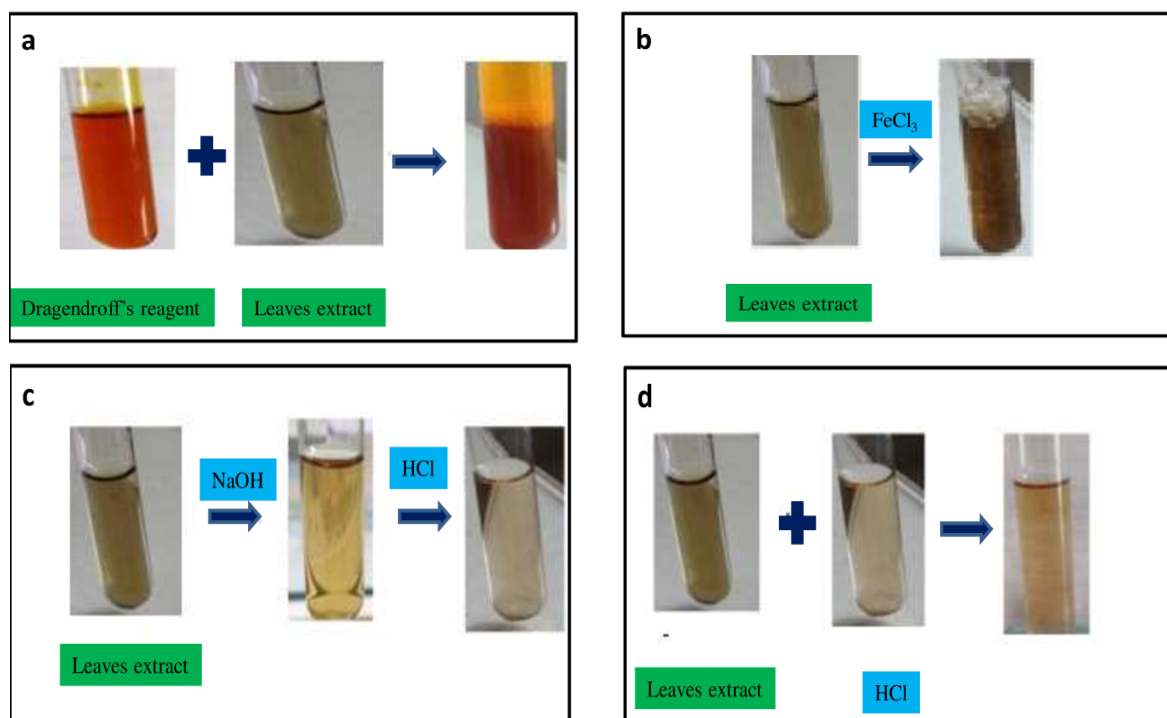 a
Dragendroff's reagent
Leaves extract
b
FeCl₃
Leaves extract
c
NaOH
HCl
Leaves extract
d
Leaves extract
HCl